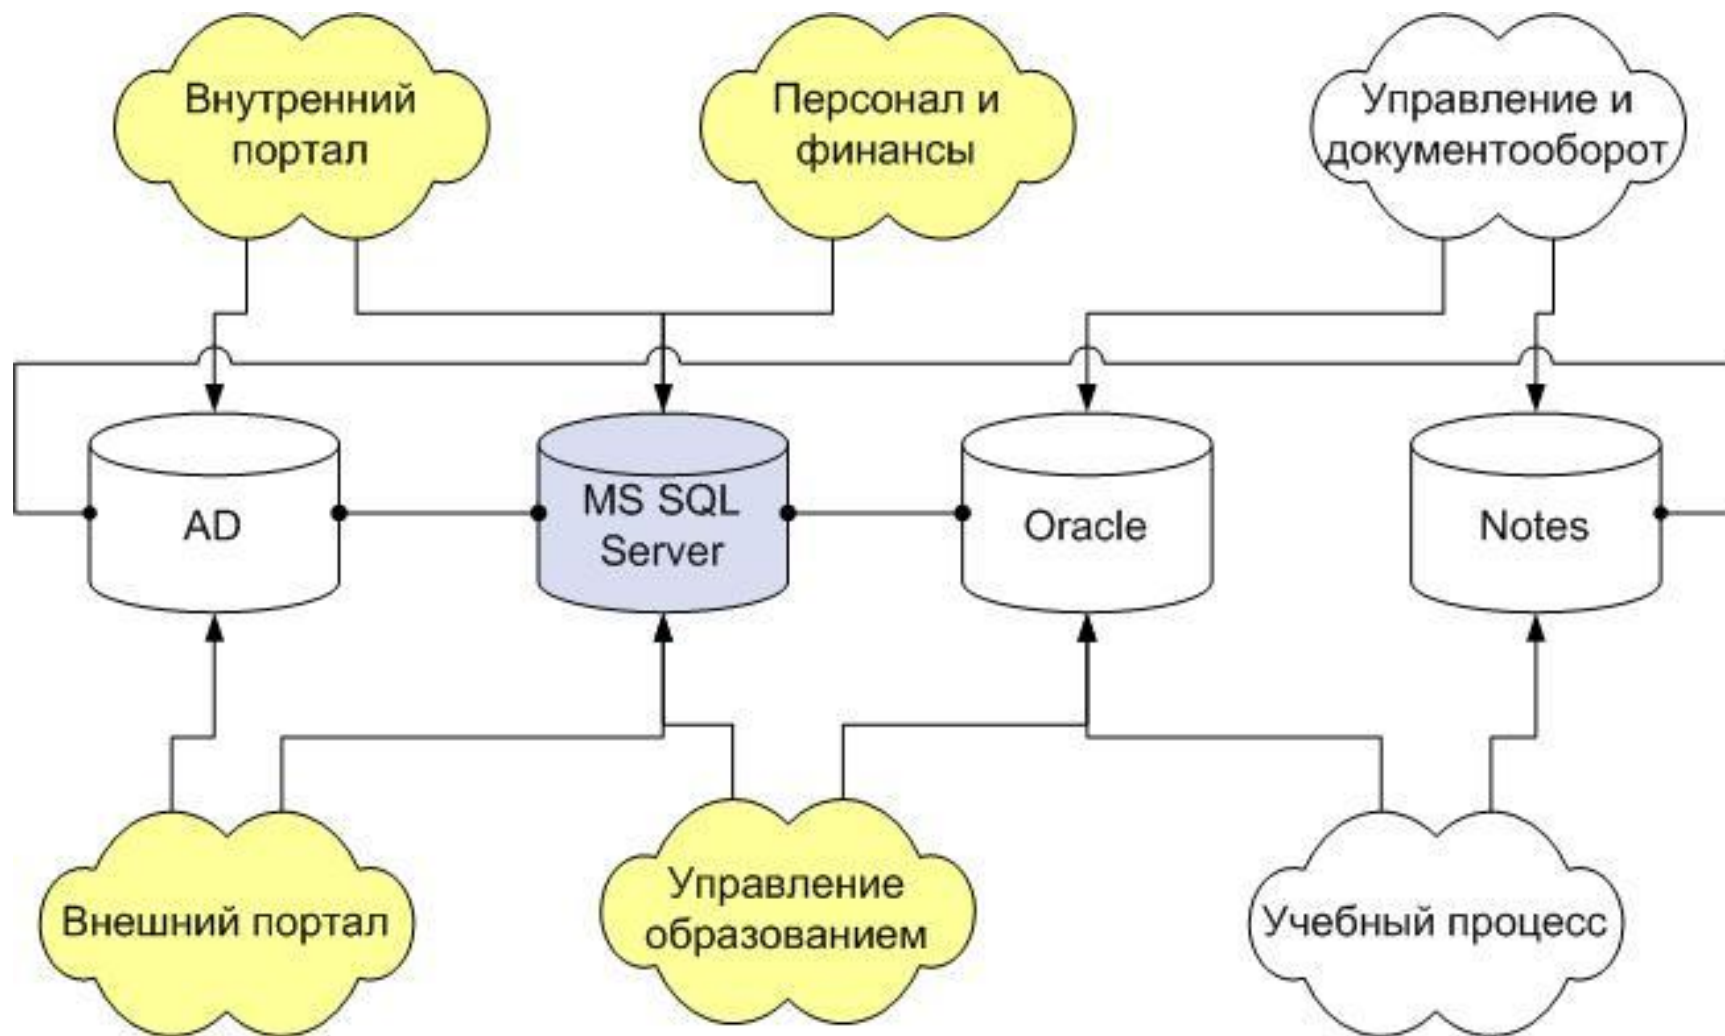 Внутренний
портал
Персонал и
финансы
Управление и
документооборот
AD
MS SQL
Server
Oracle
Notes
Внешний портал
Управление
образованием
Учебный процесс